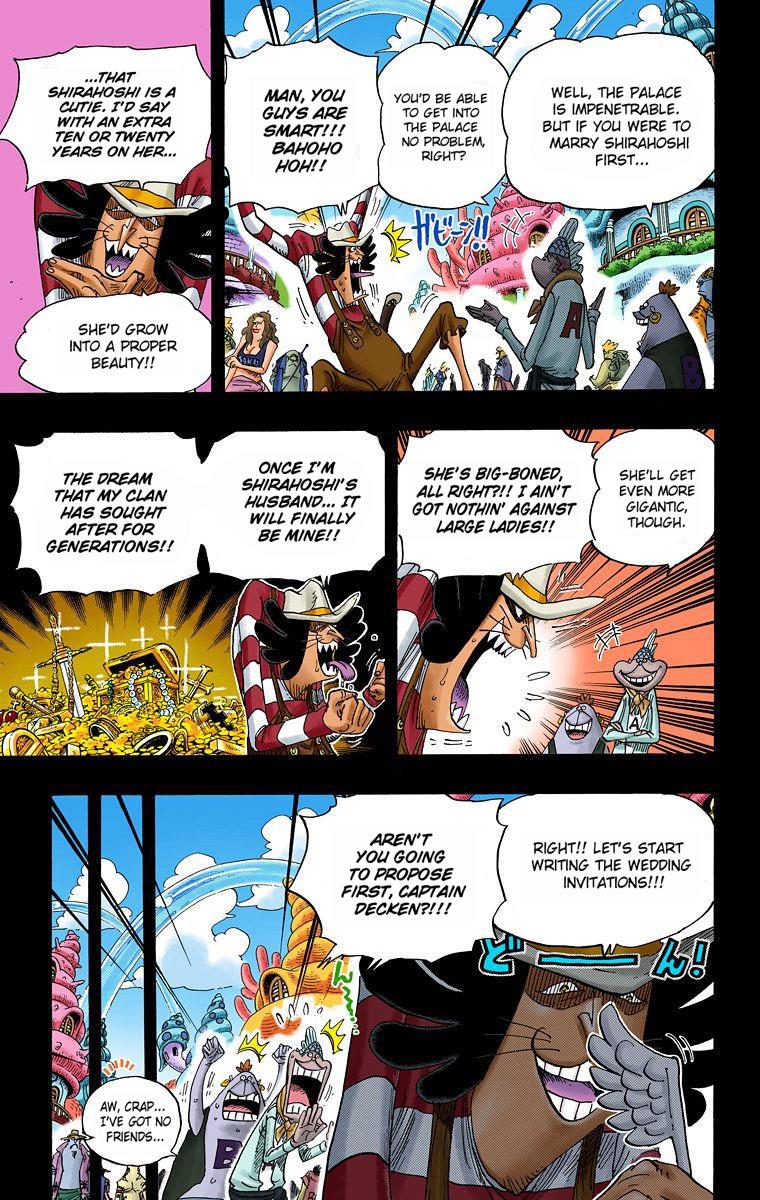 WELL, THE PALACE
IS IMPENETRABLE.
BUT IF YOU WERE TO
MARRY SHIRAHOSHI
FIRST...
YOU'D BE ABLE
TO GET INTO
THE PALACE
NO PROBLEM,
RIGHT?
MAN, YOU
GUYS ARE
SMART!!!
BAHOHO
HOH!!
ガビーン!!
A
B
...THAT
SHIRAHOSHI IS A
CUTIE. I'D SAY
WITH AN EXTRA
TEN OR TWENTY
YEARS ON HER...
SHE'D GROW
INTO A PROPER
BEAUTY!!
SHE'LL GET
EVEN MORE
GIGANTIC,
THOUGH.
SHE'S BIG-BONED,
ALL RIGHT?!! I AIN'T
GOT NOTHIN' AGAINST
LARGE LADIES!!
A
ONCE I'M
SHIRAHOSHI'S
HUSBAND... IT
WILL FINALLY
BE MINE!!
THE DREAM
THAT MY CLAN
HAS SOUGHT
AFTER FOR
GENERATIONS!!
RIGHT!! LET'S START
WRITING THE WEDDING
INVITATIONS!!!
AREN'T
YOU GOING
TO PROPOSE
FIRST, CAPTAIN
DECKEN?!!!
どーん!
B
A
AW, CRAP...
I'VE GOT NO
FRIENDS...